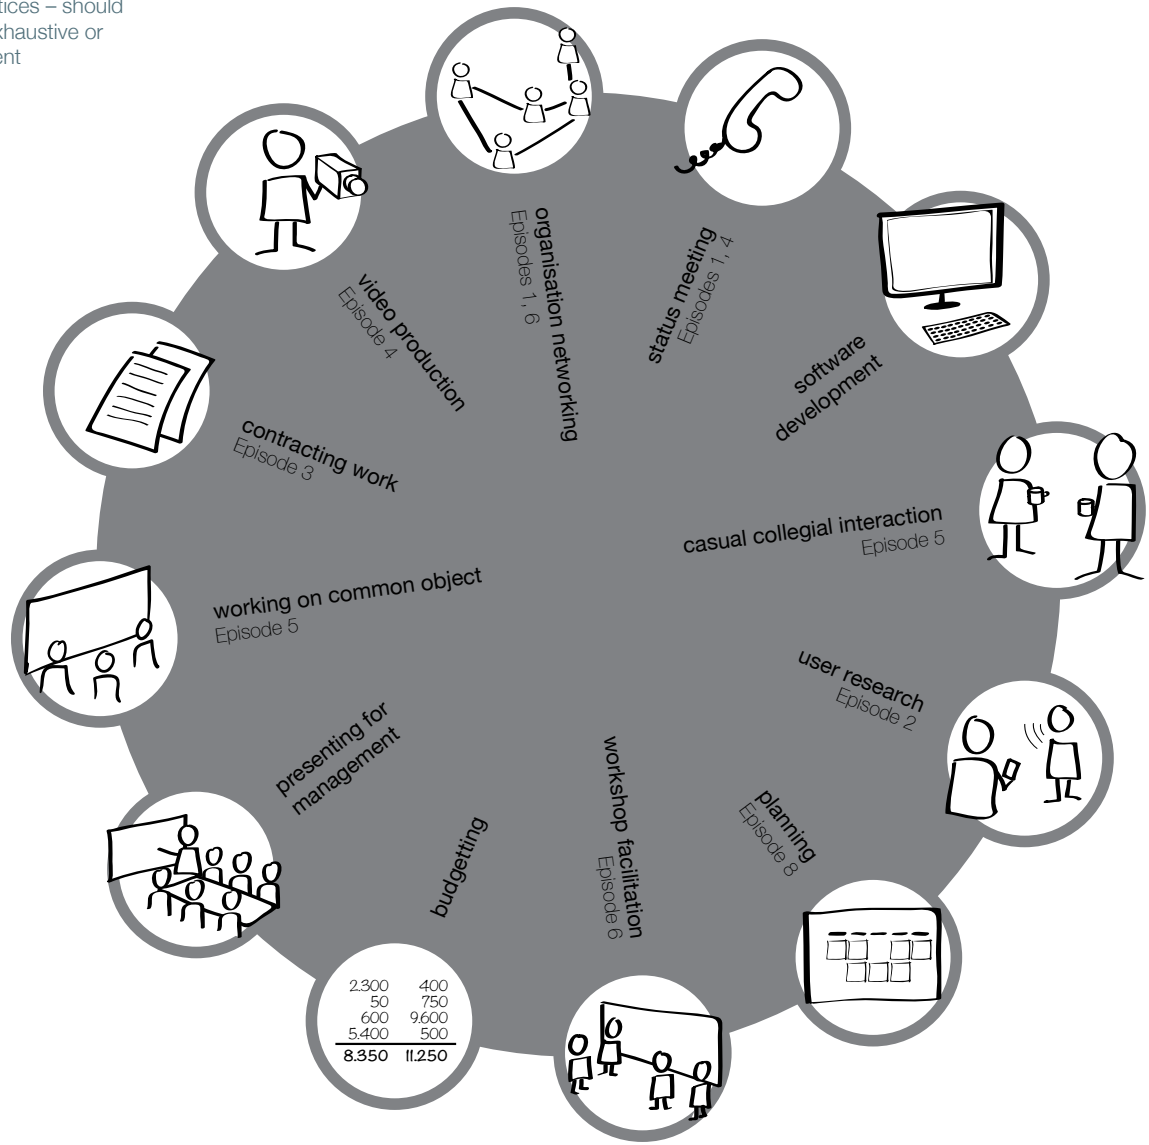 tices – should
xhaustive or
ent
organisation networking
Episodes 1, 6
status meeting
Episodes 1, 4
software
development
casual collegial interaction
Episode 5
user research
Episode 2
planning
Episode 8
workshop facilitation
Episode 6
budgetting
2.300 400
50 750
600 9.600
5.400 500
8.350 11.250
presenting for
management
working on common object
Episode 5
contracting work
Episode 3
video production
Episode 4